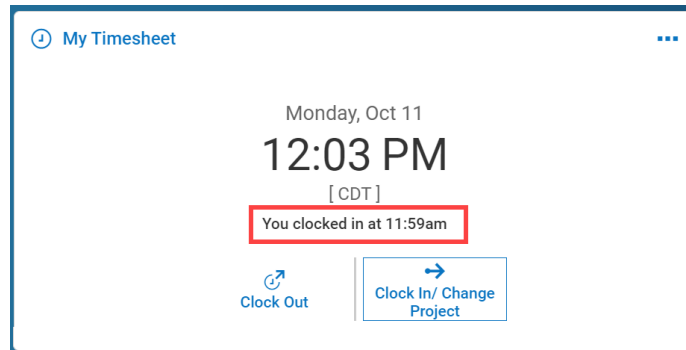 My Timesheet
Monday, Oct 11
12:03 PM
[ CDT ]
You clocked in at 11:59am
Clock Out
Clock In/ Change
Project